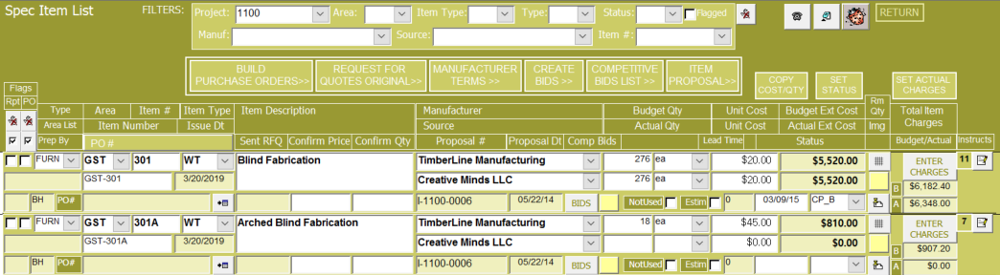 Spec Item List FILTERS: Project: 1100 Area: Item Type: Type: Status: Flagged RETURN
Manuf: Source: Item #:
BUILD PURCHASE ORDERS>> REQUEST FOR QUOTES ORIGINAL>> MANUFACTURER TERMS >> CREATE BIDS >> COMPETITIVE BIDS LIST >> ITEM PROPOSAL>> COPY COST/QTY SET STATUS SET ACTUAL CHARGES
Flags
Rpt PO Type Area Item # Item Type Item Description Manufacturer Budget Qty Unit Cost Budget Ext Cost Rm Qty Total Item Charges
Area List Item Number Issue Dt Source Actual Qty Unit Cost Actual Ext Cost Img
Prep By PO # Sent RFQ Confirm Price Confirm Qty Proposal # Proposal Dt Comp Bids Lead Time Status Budget/Actual Instructs
FURN GST 301 WT Blind Fabrication TimberLine Manufacturing 276 ea $20.00 $5,520.00 ENTER CHARGES 11
GST-301 3/20/2019 Creative Minds LLC 276 ea $20.00 $5,520.00 B $6,182.40
BH PO# I-1100-0006 05/22/14 BIDS NotUsed Estim 0 03/09/15 CP_B A $6,348.00
FURN GST 301A WT Arched Blind Fabrication TimberLine Manufacturing 18 ea $45.00 $810.00 ENTER CHARGES 7
GST-301A 3/20/2019 Creative Minds LLC $0.00 $0.00 B $907.20
BH PO# I-1100-0006 05/22/14 BIDS NotUsed Estim 0 A $0.00